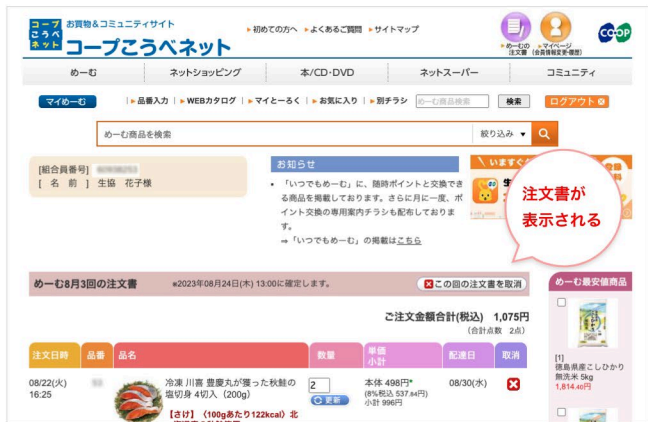 コープこうべネット
お買物&コミュニティサイト
コープこうべネット
初めての方へ
よくあるご質問
サイトマップ
めーむの注文書
マイページ
(会員情報変更・履歴)
COOP
めーむ
ネットショッピング
本/CD・DVD
ネットスーパー
コミュニティ
マイめーむ
品番入力
WEBカタログ
マイとーろく
お気に入り
別チラシ
めーむ商品検索
検索
ログアウト
めーむ商品を検索
絞り込み
[組合員番号]
[ 名 前 ] 生協 花子様
お知らせ
・ 「いつでもめーむ」に、随時ポイントと交換でき
る商品を掲載しております。さらに月に一度、ポ
イント交換の専用案内チラシも配布しておりま
す。
⇒「いつでもめーむ」の掲載はこちら
いますぐ
注文書が
表示される
めーむ8月3回の注文書
※2023年08月24日(木) 13:00に確定します。
この回の注文書を取消
ご注文金額合計(税込) 1,075円
(合計点数 2点)
注文日時
品番
品名
数量
単価
小計
配達日
取消
08/22(火)
16:25
冷凍 川喜 豊慶丸が獲った秋鮭の
塩切身 4切入(200g)
【さけ】〈100gあたり122kcal〉北
2
更新
本体 498円*
(8%税込 537.84円)
小計 996円
08/30(水)
めーむ最安値商品
[1]
徳島県産こしひかり
無洗米 5kg
1,814.40円